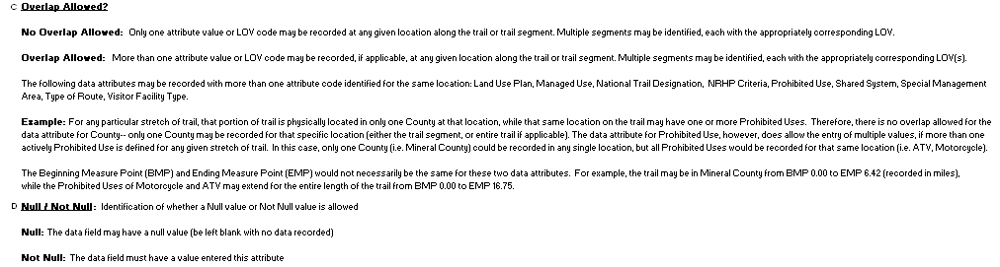 C Overlap Allowed?
No Overlap Allowed: Only one attribute value or LOV code may be recorded at any given location along the trail or trail segment. Multiple segments may be identified, each with the appropriately corresponding LOV.
Overlap Allowed: More than one attribute value or LOV code may be recorded, if applicable, at any given location along the trail or trail segment. Multiple segments may be identified, each with the appropriately corresponding LOV(s).
The following data attributes may be recorded with more than one attribute code identified for the same location: Land Use Plan, Managed Use, National Trail Designation, NRHP Criteria, Prohibited Use, Shared System, Special Management
Area, Type of Route, Visitor Facility Type.
Example: For any particular stretch of trail, that portion of trail is physically located in only one County at that location, while that same location on the trail may have one or more Prohibited Uses. Therefore, there is no overlap allowed for the
data attribute for County-- only one County may be recorded for that specific location (either the trail segment, or entire trail if applicable). The data attribute for Prohibited Use, however, does allow the entry of multiple values, if more than one
actively Prohibited Use is defined for any given stretch of trail. In this case, only one County (i.e. Mineral County) could be recorded in any single location, but all Prohibited Uses would be recorded for that same location (i.e. ATV, Motorcycle).
The Beginning Measure Point (BMP) and Ending Measure Point (EMP) would not necessarily be the same for these two data attributes. For example, the trail may be in Mineral County from BMP 0.00 to EMP 6.42 (recorded in miles),
while the Prohibited Uses of Motorcycle and ATV may extend for the entire length of the trail from BMP 0.00 to EMP 16.75.
D Null / Not Null: Identification of whether a Null value or Not Null value is allowed
Null: The data field may have a null value (be left blank with no data recorded)
Not Null: The data field must have a value entered this attribute